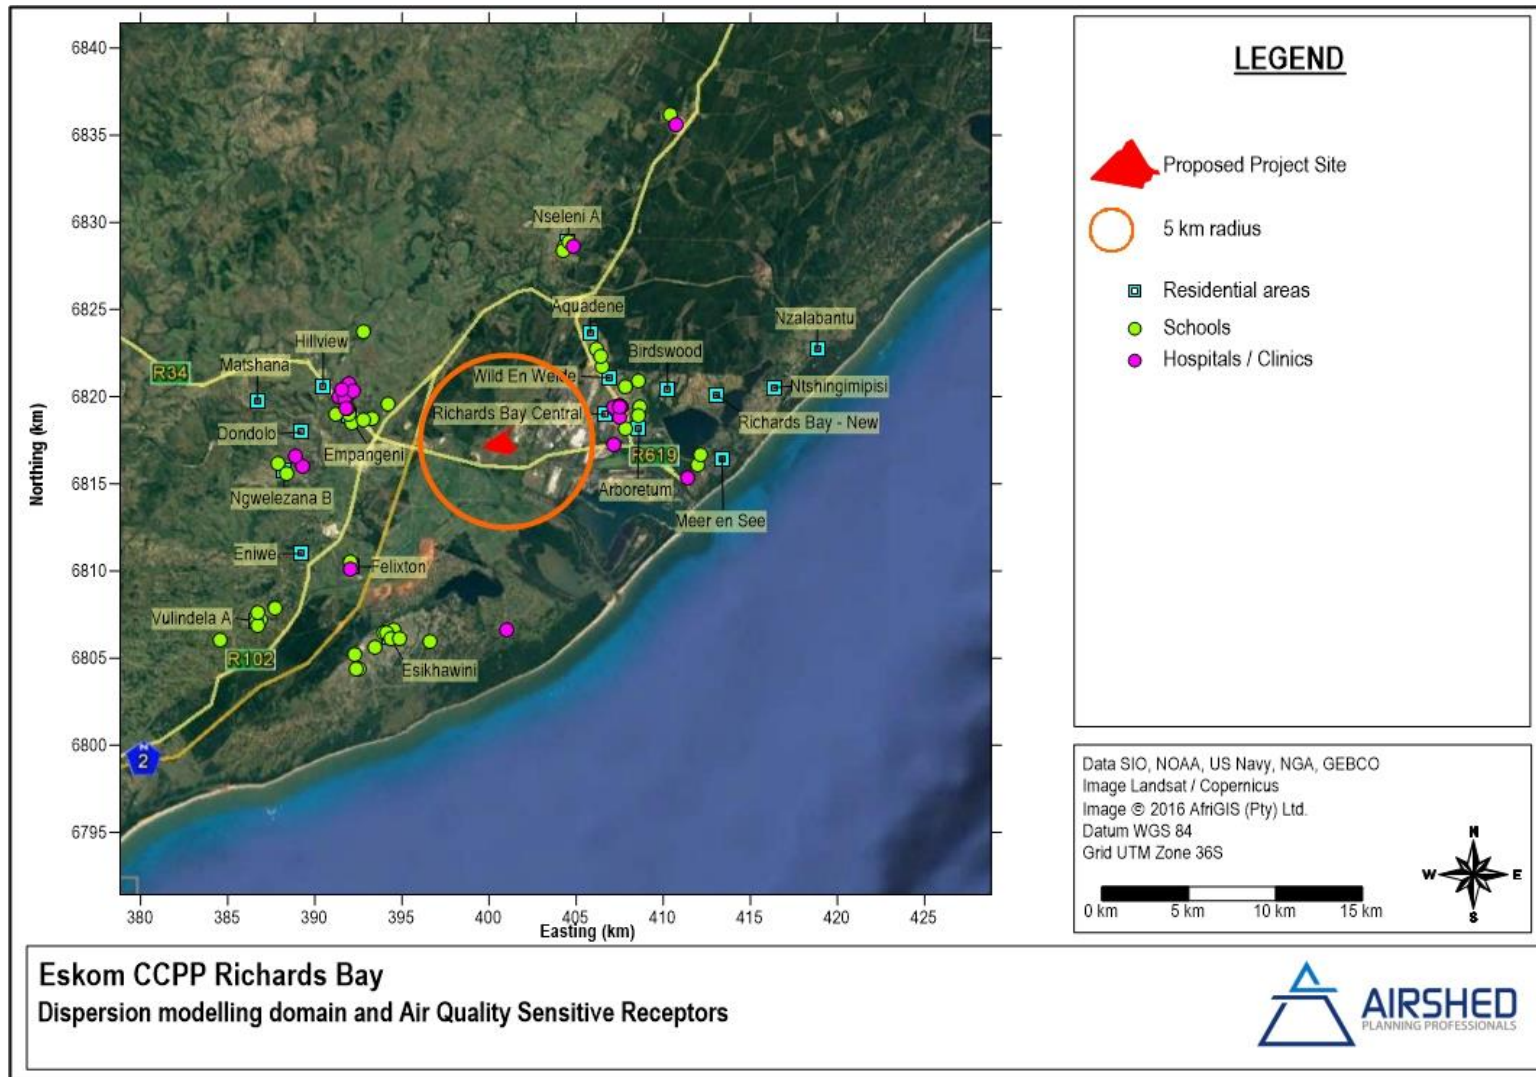 6840
6835
6830
6825
6820
6815
6810
6805
6800
6795
Northing (km)
380
385
390
395
400
405
410
415
420
425
Easting (km)
Nseleni A
Aquadene
Nzalabantu
Hillview
Birdswood
Matshana
R34
Wild En Weide
Ntshingimipisi
Richards Bay Central
Richards Bay - New
Dondolo
Empangeni
R619
Ngwelezana B
Arboretum
Meer en See
Eniwe
Felixton
Vulindela A
R102
Esikhawini
N
2
LEGEND
Proposed Project Site
5 km radius
Residential areas
Schools
Hospitals / Clinics
Data SIO, NOAA, US Navy, NGA, GEBCO
Image Landsat / Copernicus
Image © 2016 AfriGIS (Pty) Ltd.
Datum WGS 84
Grid UTM Zone 36S
N
W
E
S
0 km
5 km
10 km
15 km
Eskom CCPP Richards Bay
Dispersion modelling domain and Air Quality Sensitive Receptors
AIRSHED
PLANNING PROFESSIONALS